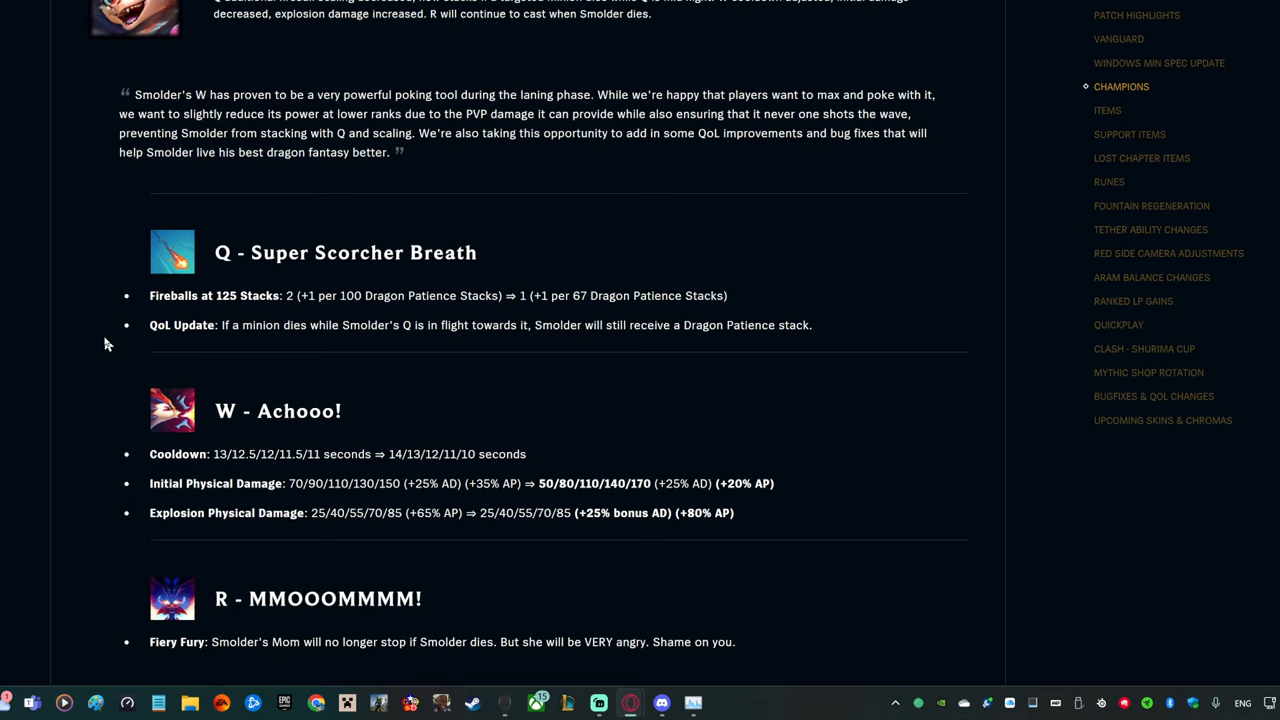 decreased, explosion damage increased. R will continue to cast when Smolder dies.
“ Smolder's W has proven to be a very powerful poking tool during the laning phase. While we're happy that players want to max and poke with it,
we want to slightly reduce its power at lower ranks due to the PVP damage it can provide while also ensuring that it never one shots the wave,
preventing Smolder from stacking with Q and scaling. We're also taking this opportunity to add in some QoL improvements and bug fixes that will
help Smolder live his best dragon fantasy better. ”
Q - Super Scorcher Breath
• Fireballs at 125 Stacks: 2 (+1 per 100 Dragon Patience Stacks) ⇒ 1 (+1 per 67 Dragon Patience Stacks)
• QoL Update: If a minion dies while Smolder's Q is in flight towards it, Smolder will still receive a Dragon Patience stack.
W - Achooo!
• Cooldown: 13/12.5/12/11.5/11 seconds ⇒ 14/13/12/11/10 seconds
• Initial Physical Damage: 70/90/110/130/150 (+25% AD) (+35% AP) ⇒ 50/80/110/140/170 (+25% AD) (+20% AP)
• Explosion Physical Damage: 25/40/55/70/85 (+65% AP) ⇒ 25/40/55/70/85 (+25% bonus AD) (+80% AP)
R - MMOOOMMMM!
• Fiery Fury: Smolder's Mom will no longer stop if Smolder dies. But she will be VERY angry. Shame on you.
PATCH HIGHLIGHTS
VANGUARD
WINDOWS MIN SPEC UPDATE
CHAMPIONS
ITEMS
SUPPORT ITEMS
LOST CHAPTER ITEMS
RUNES
FOUNTAIN REGENERATION
TETHER ABILITY CHANGES
RED SIDE CAMERA ADJUSTMENTS
ARAM BALANCE CHANGES
RANKED LP GAINS
QUICKPLAY
CLASH - SHURIMA CUP
MYTHIC SHOP ROTATION
BUGFIXES & QOL CHANGES
UPCOMING SKINS & CHROMAS
1
EPIC
GAMES
15
ENG